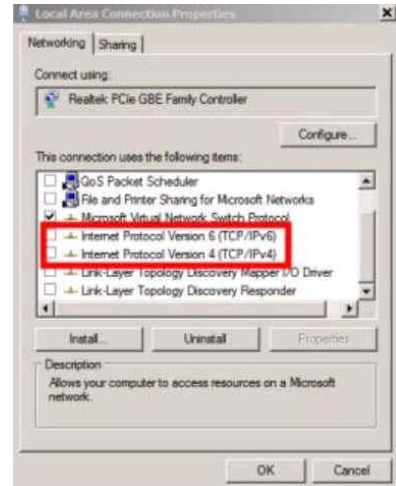 Local Area Connection Properties
Networking
Sharing
Connect using:
Realtek PCIe GBE Family Controller
Configure...
This connection uses the following items:
QoS Packet Scheduler
File and Printer Sharing for Microsoft Networks
Microsoft Virtual Network Switch Protocol
Internet Protocol Version 6 (TCP/IPv6)
Internet Protocol Version 4 (TCP/IPv4)
Link-Layer Topology Discovery Mapper I/O Driver
Link-Layer Topology Discovery Responder
Install...
Uninstall
Properties
Description
Allows your computer to access resources on a Microsoft
network.
OK
Cancel